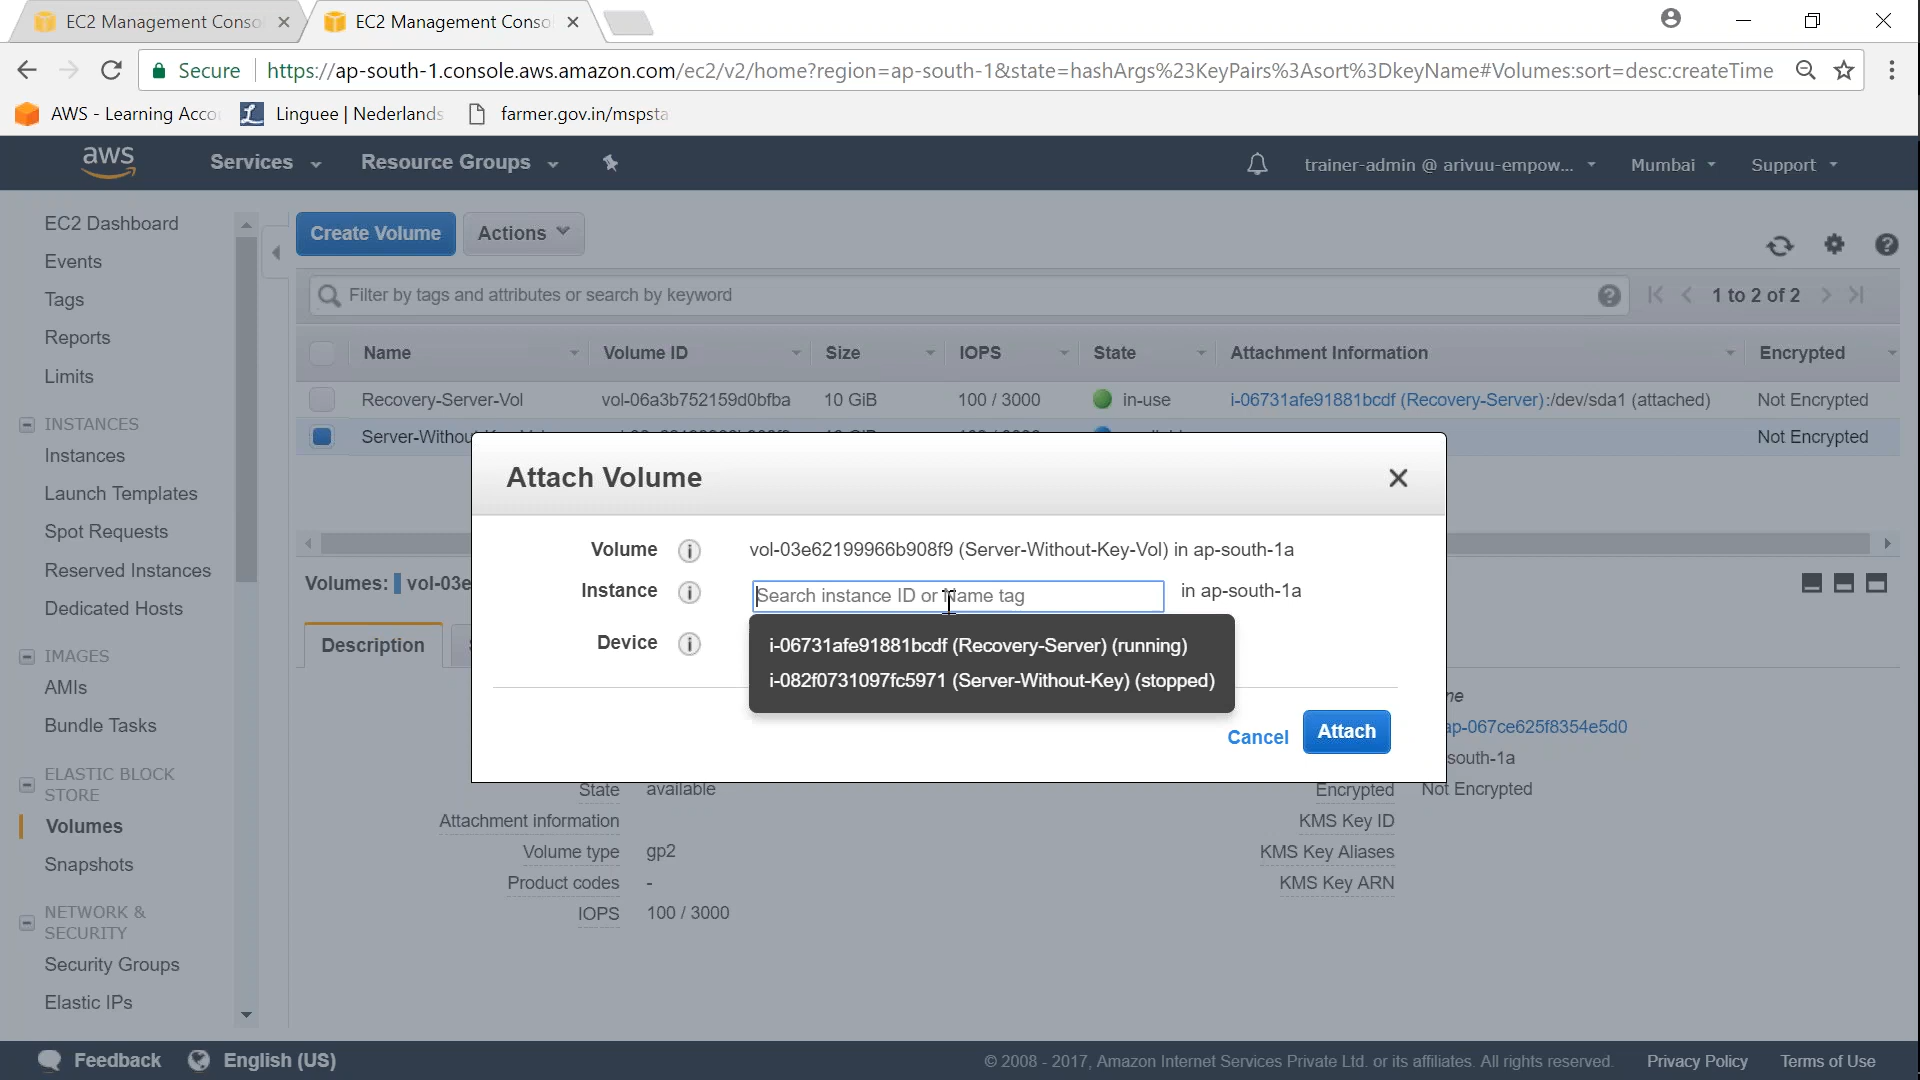 EC2 Management Conso
EC2 Management Conso
Secure
https://ap-south-1.console.aws.amazon.com/ec2/v2/home?region=ap-south-1&state=hashArgs%23KeyPairs%3Asort%3DkeyName#Volumes:sort=desc:createTime
AWS - Learning Acco
Linguee | Nederlands
farmer.gov.in/mspsta
aws
Services
Resource Groups
trainer-admin @ arivuu-empow...
Mumbai
Support
EC2 Dashboard
Events
Tags
Reports
Limits
INSTANCES
Instances
Launch Templates
Spot Requests
Reserved Instances
Dedicated Hosts
IMAGES
AMIs
Bundle Tasks
ELASTIC BLOCK
STORE
Volumes
Snapshots
NETWORK &
SECURITY
Security Groups
Elastic IPs
Create Volume
Actions
Filter by tags and attributes or search by keyword
1 to 2 of 2
Name Volume ID Size IOPS State Attachment Information Encrypted
Recovery-Server-Vol vol-06a3b752159d0bfba 10 GiB 100 / 3000 in-use i-06731afe91881bcdf (Recovery-Server):/dev/sda1 (attached) Not Encrypted
Server-Withou Not Encrypted
Attach Volume
Volume vol-03e62199966b908f9 (Server-Without-Key-Vol) in ap-south-1a
Instance Search instance ID or Name tag in ap-south-1a
Device
i-06731afe91881bcdf (Recovery-Server) (running)
i-082f0731097fc5971 (Server-Without-Key) (stopped)
Cancel
Attach
Volumes: vol-03e
Description
ap-067ce625f8354e5d0
south-1a
State available
Encrypted Not Encrypted
Attachment information
KMS Key ID
Volume type gp2
KMS Key Aliases
Product codes -
KMS Key ARN
IOPS 100 / 3000
Feedback
English (US)
© 2008 - 2017, Amazon Internet Services Private Ltd. or its affiliates. All rights reserved.
Privacy Policy
Terms of Use